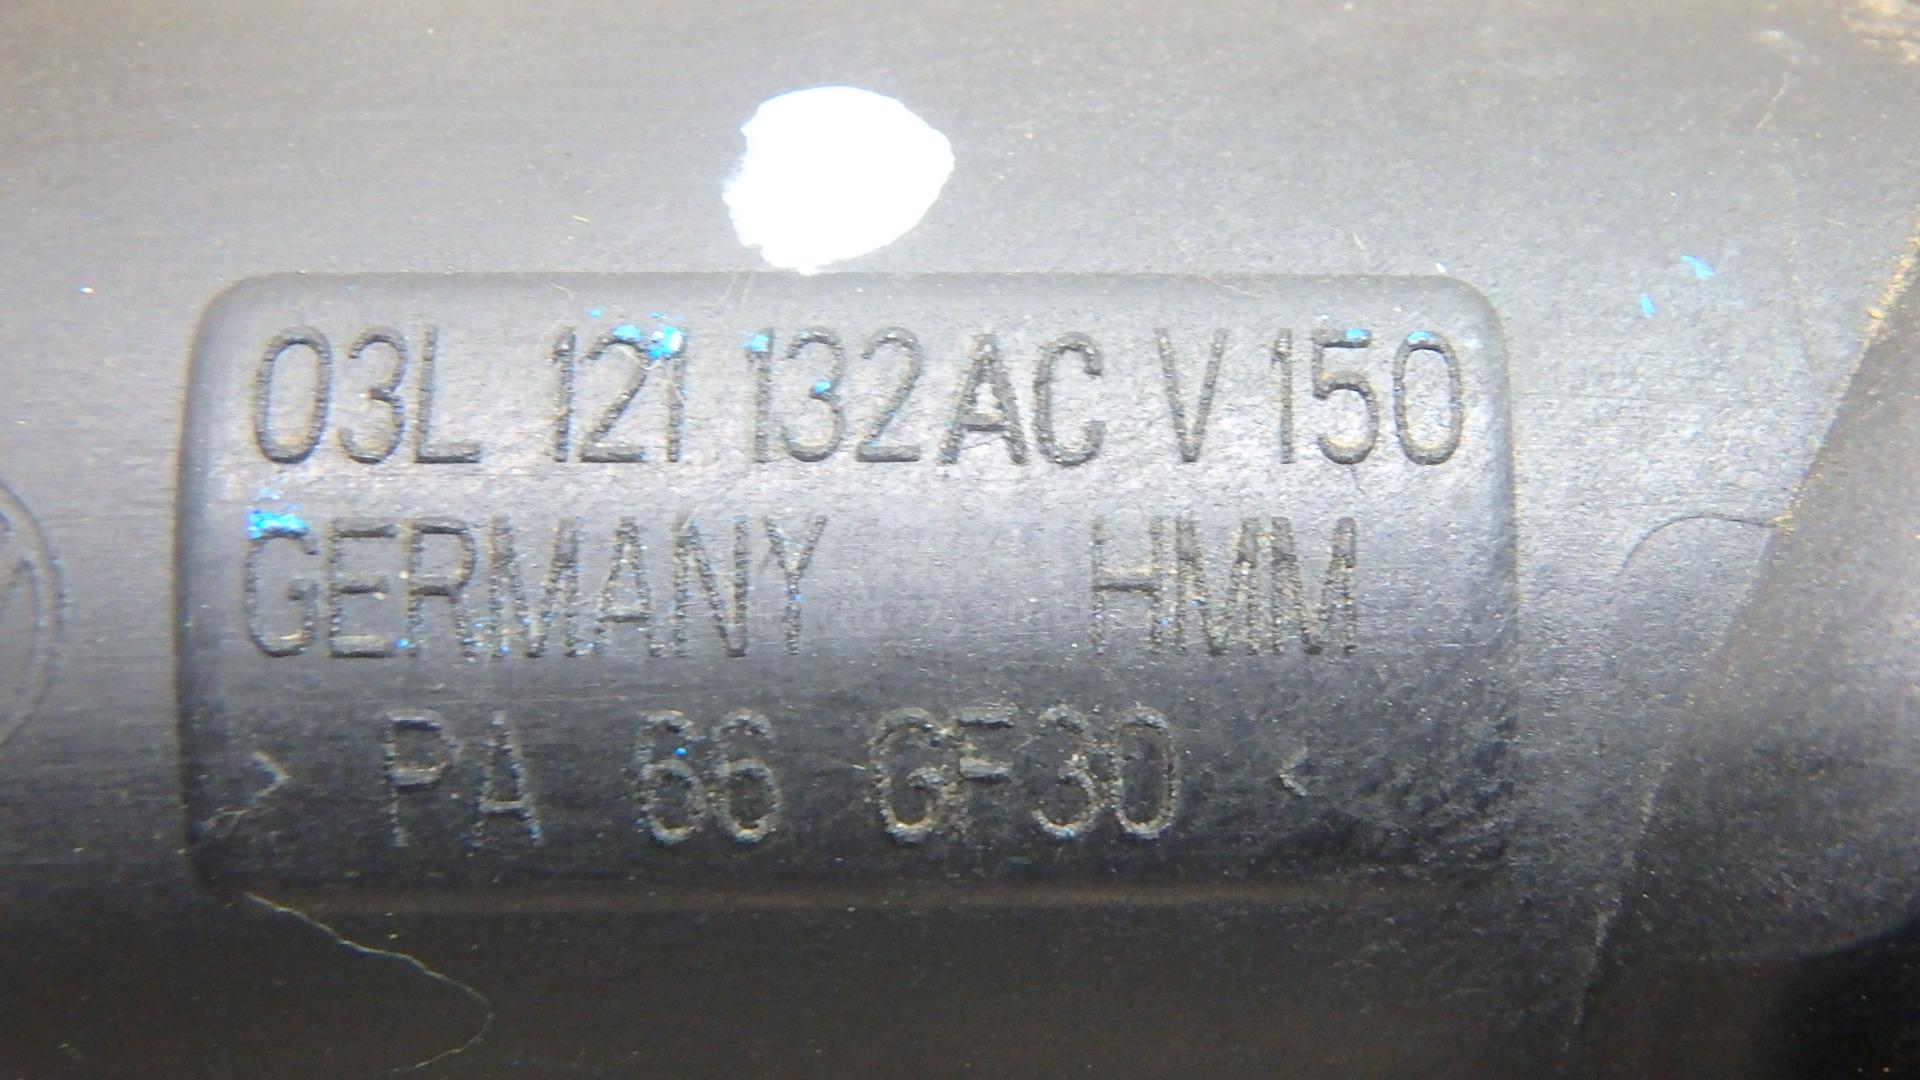 03L 121 132AC V 150
GERMANY HMM
> PA 66 GF30 <